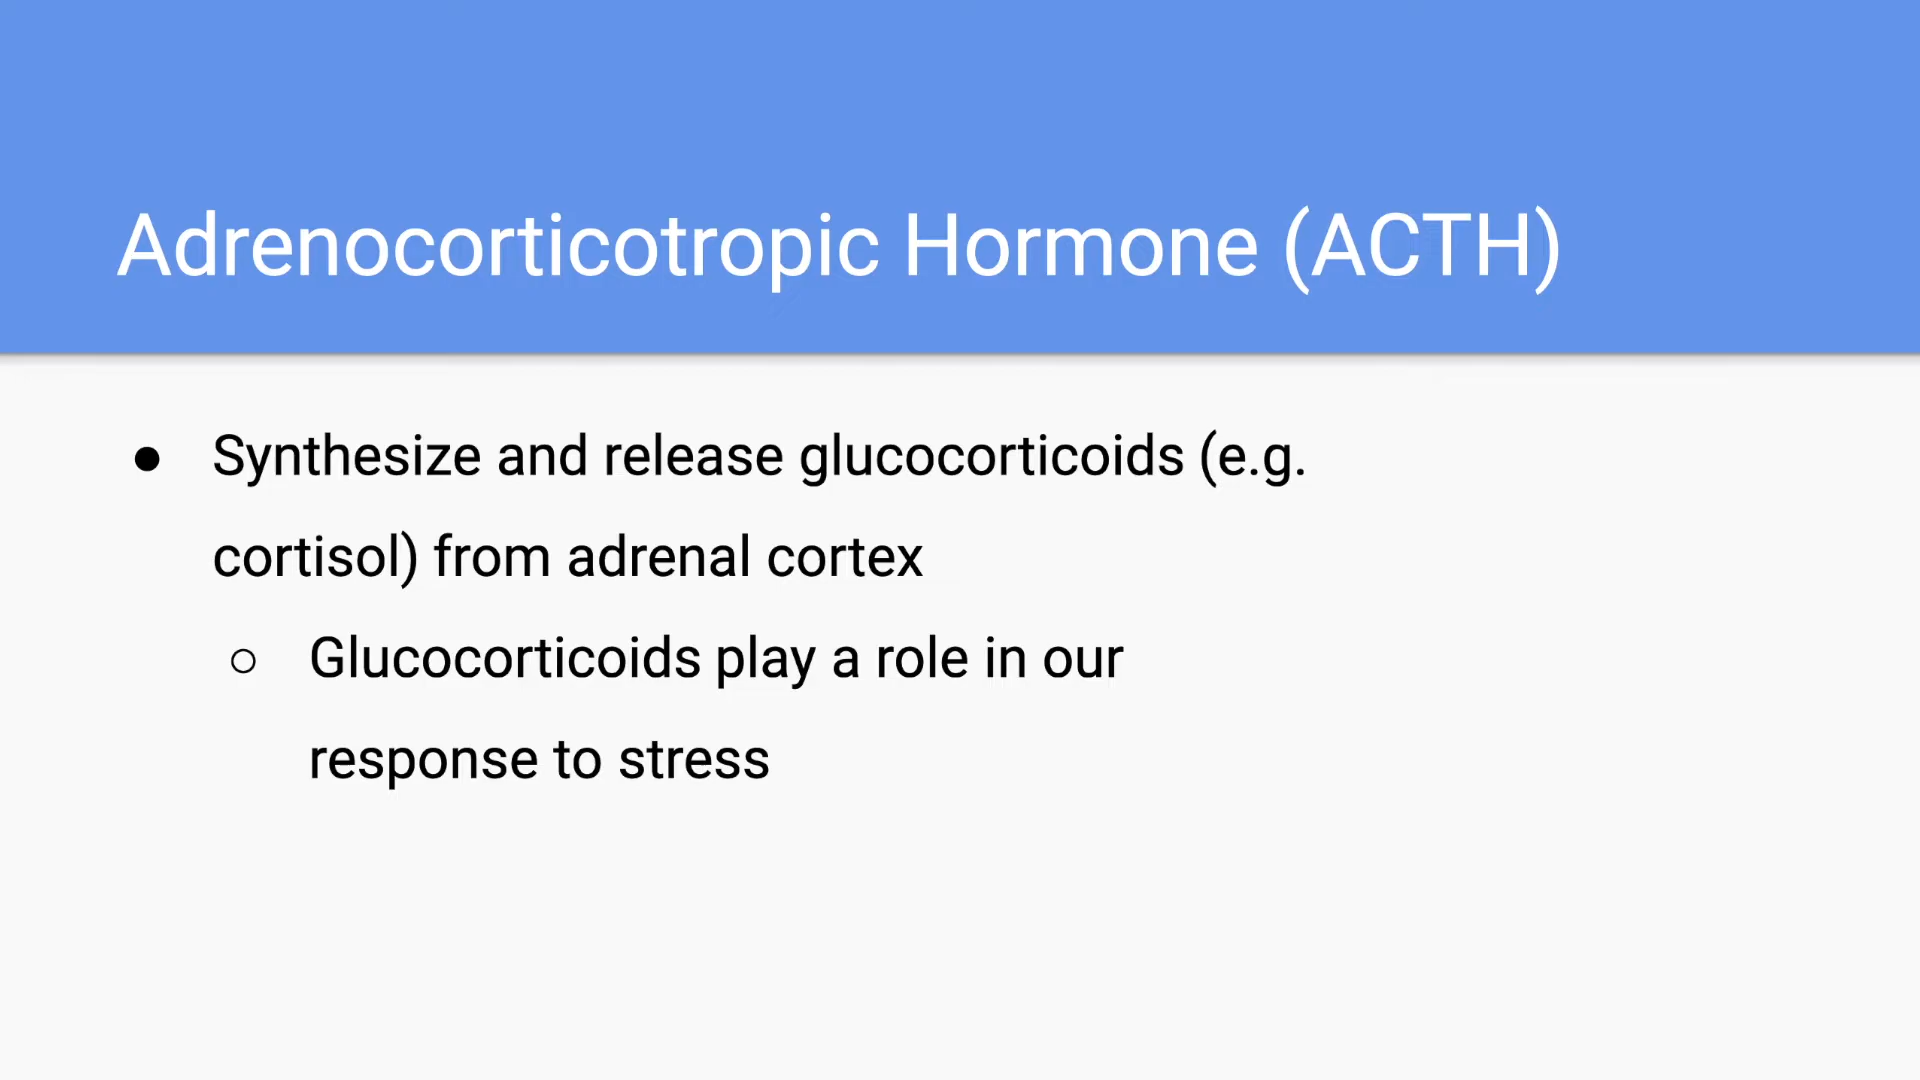 Adrenocorticotropic Hormone (ACTH)
● Synthesize and release glucocorticoids (e.g.
cortisol) from adrenal cortex
○ Glucocorticoids play a role in our
response to stress